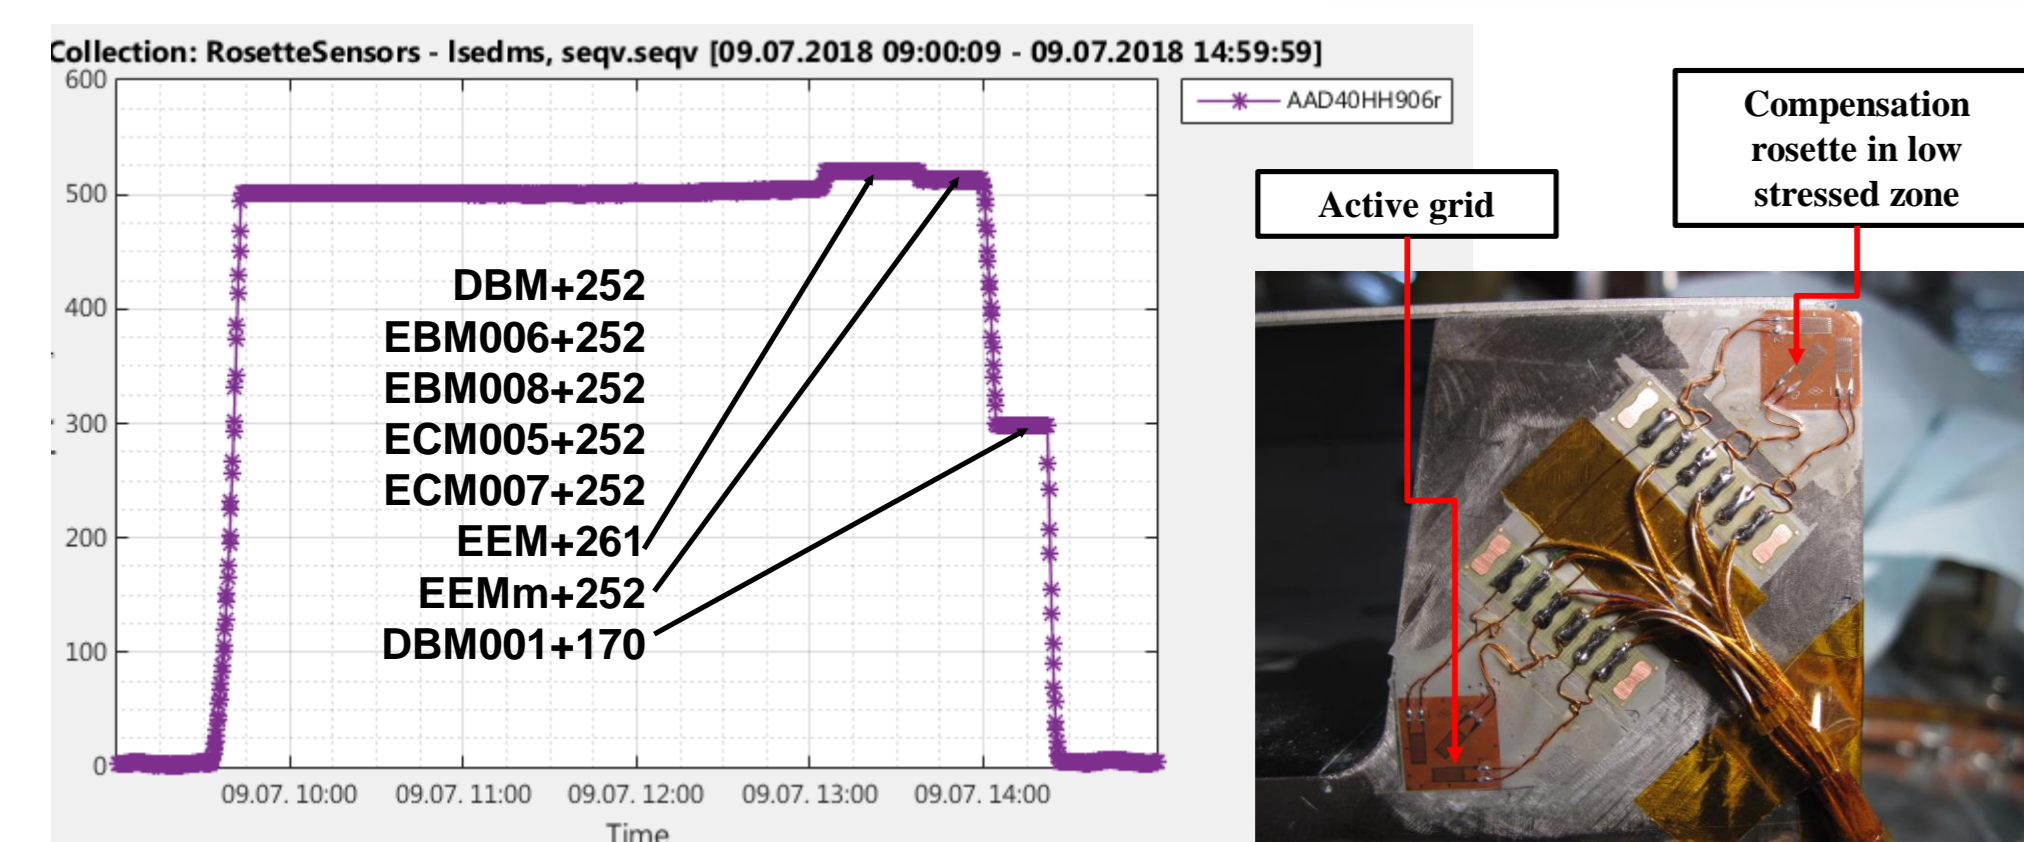 Collection: RosetteSensors - lsedms, seqv.seqv [09.07.2018 09:00:09 - 09.07.2018 14:59:59]
600
500
400
300
200
100
0
09.07. 10:00
09.07. 11:00
09.07. 12:00
09.07. 13:00
09.07. 14:00
Time
AAD40HH906r
DBM+252
EBM006+252
EBM008+252
ECM005+252
ECM007+252
EEM+261
EEMm+252
DBM001+170
Active grid
Compensation
rosette in low
stressed zone